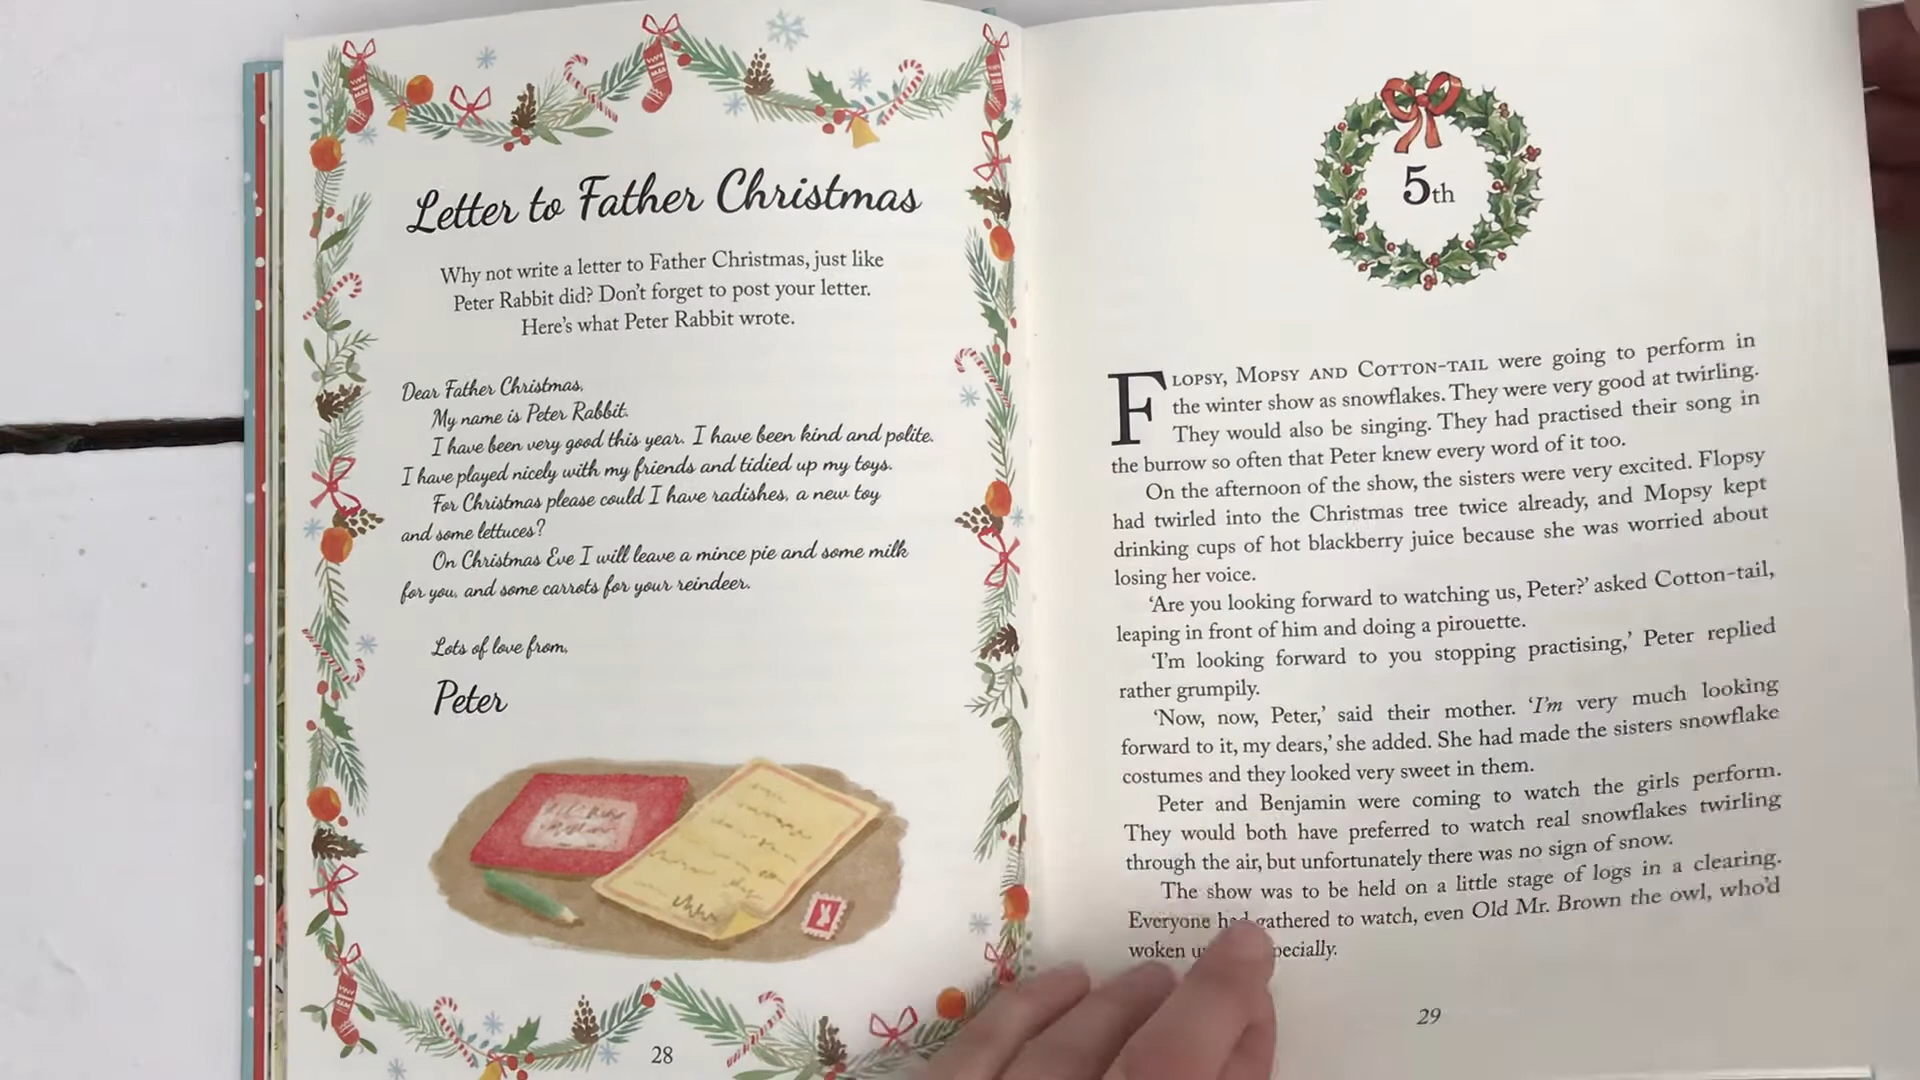 Letter to Father Christmas
Why not write a letter to Father Christmas, just like
Peter Rabbit did? Don't forget to post your letter.
Here's what Peter Rabbit wrote.
Dear Father Christmas,
My name is Peter Rabbit.
I have been very good this year. I have been kind and polite.
I have played nicely with my friends and tidied up my toys.
For Christmas please could I have radishes, a new toy
and some lettuces?
On Christmas Eve I will leave a mince pie and some milk
for you, and some carrots for your reindeer.
Lots of love from,
Peter
28
5th
FLOPSY, MOPSY AND COTTON-TAIL were going to perform in
the winter show as snowflakes. They were very good at twirling.
They would also be singing. They had practised their song in
the burrow so often that Peter knew every word of it too.
On the afternoon of the show, the sisters were very excited. Flopsy
had twirled into the Christmas tree twice already, and Mopsy kept
drinking cups of hot blackberry juice because she was worried about
losing her voice.
'Are you looking forward to watching us, Peter?' asked Cotton-tail,
leaping in front of him and doing a pirouette.
'I'm looking forward to you stopping practising,' Peter replied
rather grumpily.
'Now, now, Peter,' said their mother. 'I'm very much looking
forward to it, my dears,' she added. She had made the sisters snowflake
costumes and they looked very sweet in them.
Peter and Benjamin were coming to watch the girls perform.
They would both have preferred to watch real snowflakes twirling
through the air, but unfortunately there was no sign of snow.
The show was to be held on a little stage of logs in a clearing.
Everyone had gathered to watch, even Old Mr. Brown the owl, who'd
woken
29